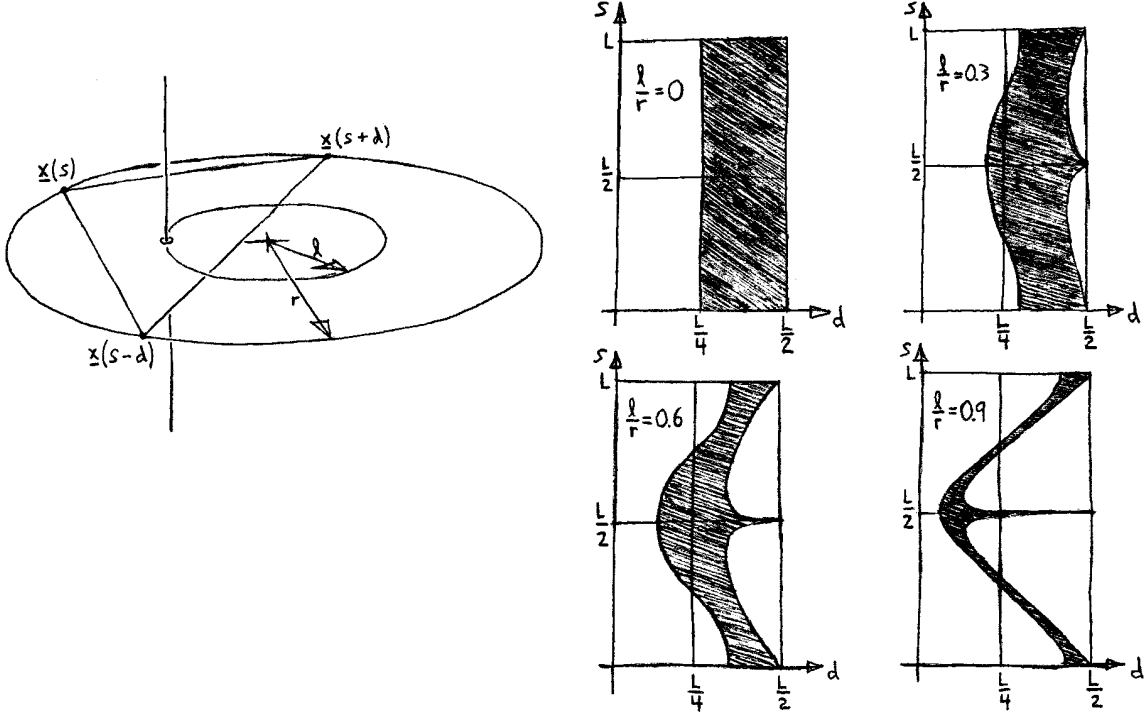 x(s)
x(s+d)
l
r
x(s-d)
s
L
l/r = 0
L/2
L/4
L/2
d
s
L
l/r = 0.3
L/2
L/4
L/2
d
s
L
l/r = 0.6
L/2
L/4
L/2
d
s
L
l/r = 0.9
L/2
L/4
L/2
d